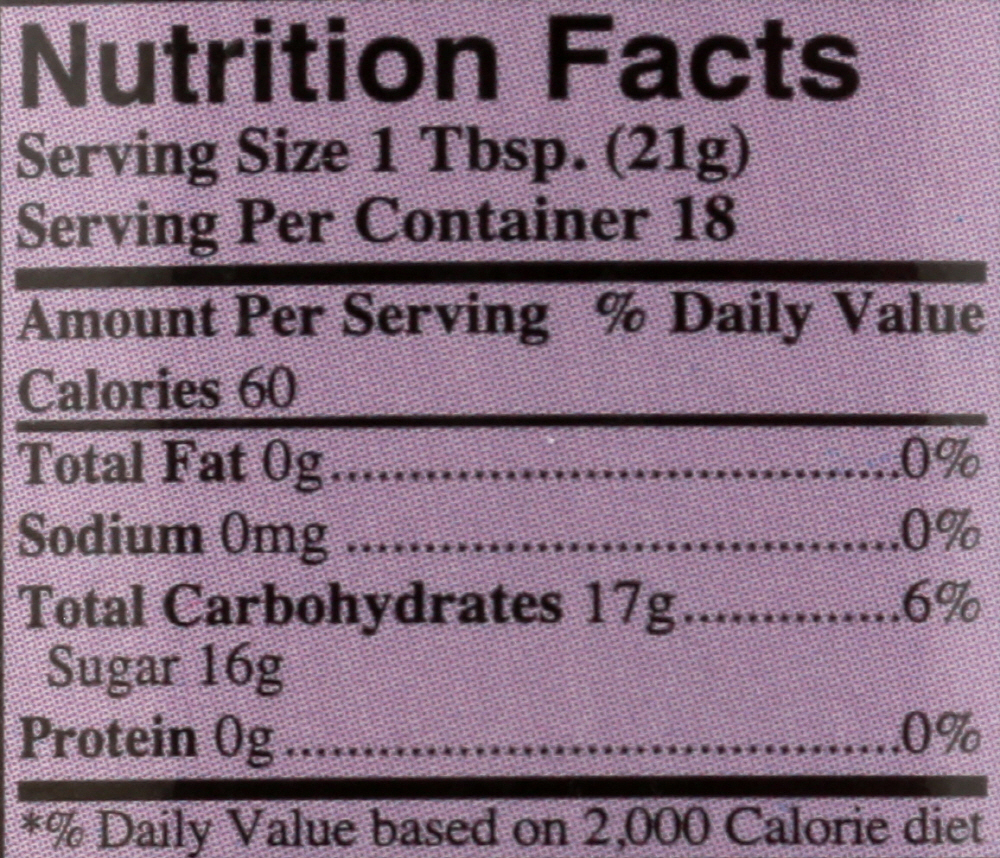 Nutrition Facts
Serving Size 1 Tbsp. (21g)
Serving Per Container 18
Amount Per Serving % Daily Value
Calories 60
Total Fat 0g.......................................0%
Sodium 0mg .......................................0%
Total Carbohydrates 17g..............6%
Sugar 16g
Protein 0g...........................................0%
*% Daily Value based on 2,000 Calorie diet